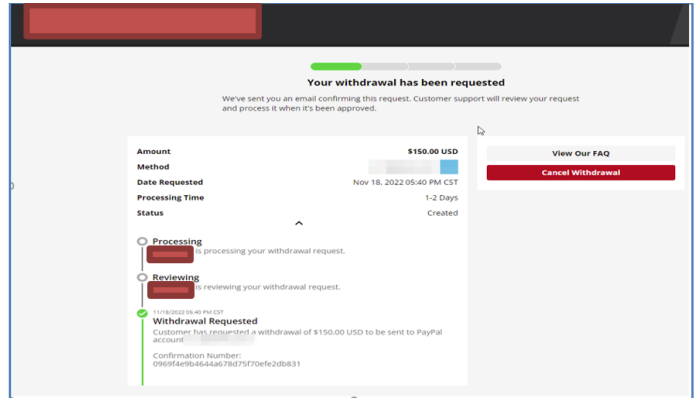 Your withdrawal has been requested
We've sent you an email confirming this request. Customer support will review your request
and process it when it's been approved.
Amount $150.00 USD
Method
Date Requested Nov 18, 2022 05:40 PM CST
Processing Time 1-2 Days
Status Created
Processing
is processing your withdrawal request.
Reviewing
is reviewing your withdrawal request.
11/18/2022 05:40 PM CST
Withdrawal Requested
Customer has requested a withdrawal of $150.00 USD to be sent to PayPal
account
Confirmation Number:
0969f4e9b4644a678d75f70efe2db831
View Our FAQ
Cancel Withdrawal